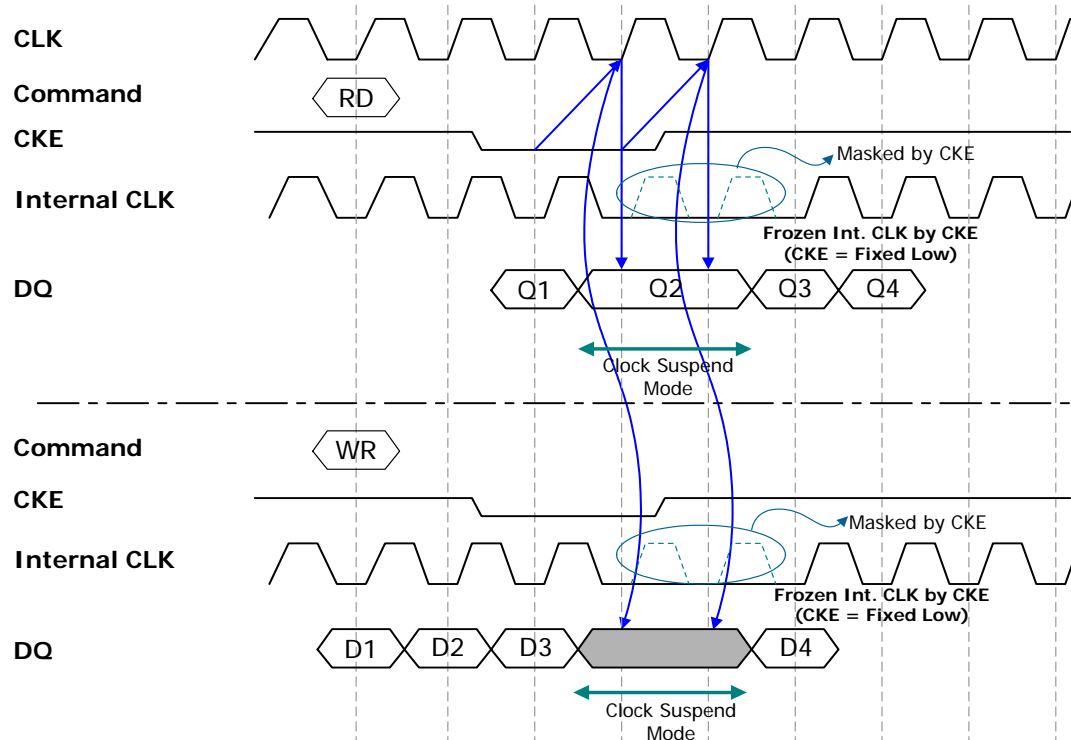 CLK
Command
RD
CKE
Masked by CKE
Internal CLK
Frozen Int. CLK by CKE
(CKE = Fixed Low)
DQ
Q1
Q2
Q3
Q4
Clock Suspend
Mode
Command
WR
CKE
Masked by CKE
Internal CLK
Frozen Int. CLK by CKE
(CKE = Fixed Low)
DQ
D1
D2
D3
D4
Clock Suspend
Mode